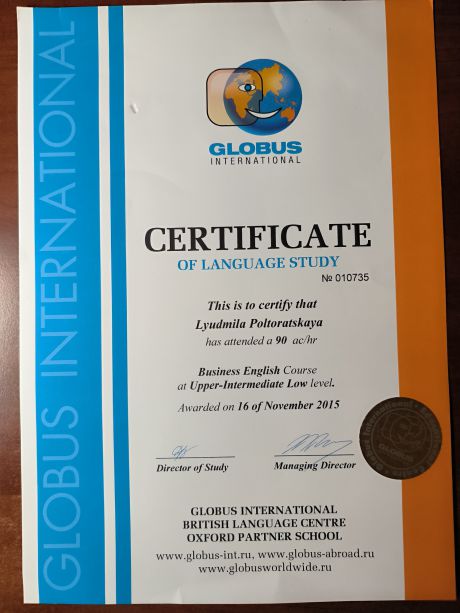 GLOBUS INTERNATIONAL
GLOBUS
INTERNATIONAL
CERTIFICATE
OF LANGUAGE STUDY
№ 010735
This is to certify that
Lyudmila Poltoratskaya
has attended a 90 ac/hr
Business English Course
at Upper-Intermediate Low level.
Awarded on 16 of November 2015
Director of Study
Managing Director
GLOBUS INTERNATIONAL
BRITISH LANGUAGE CENTRE
OXFORD PARTNER SCHOOL
www.globus-int.ru, www.globus-abroad.ru
www.globusworldwide.ru